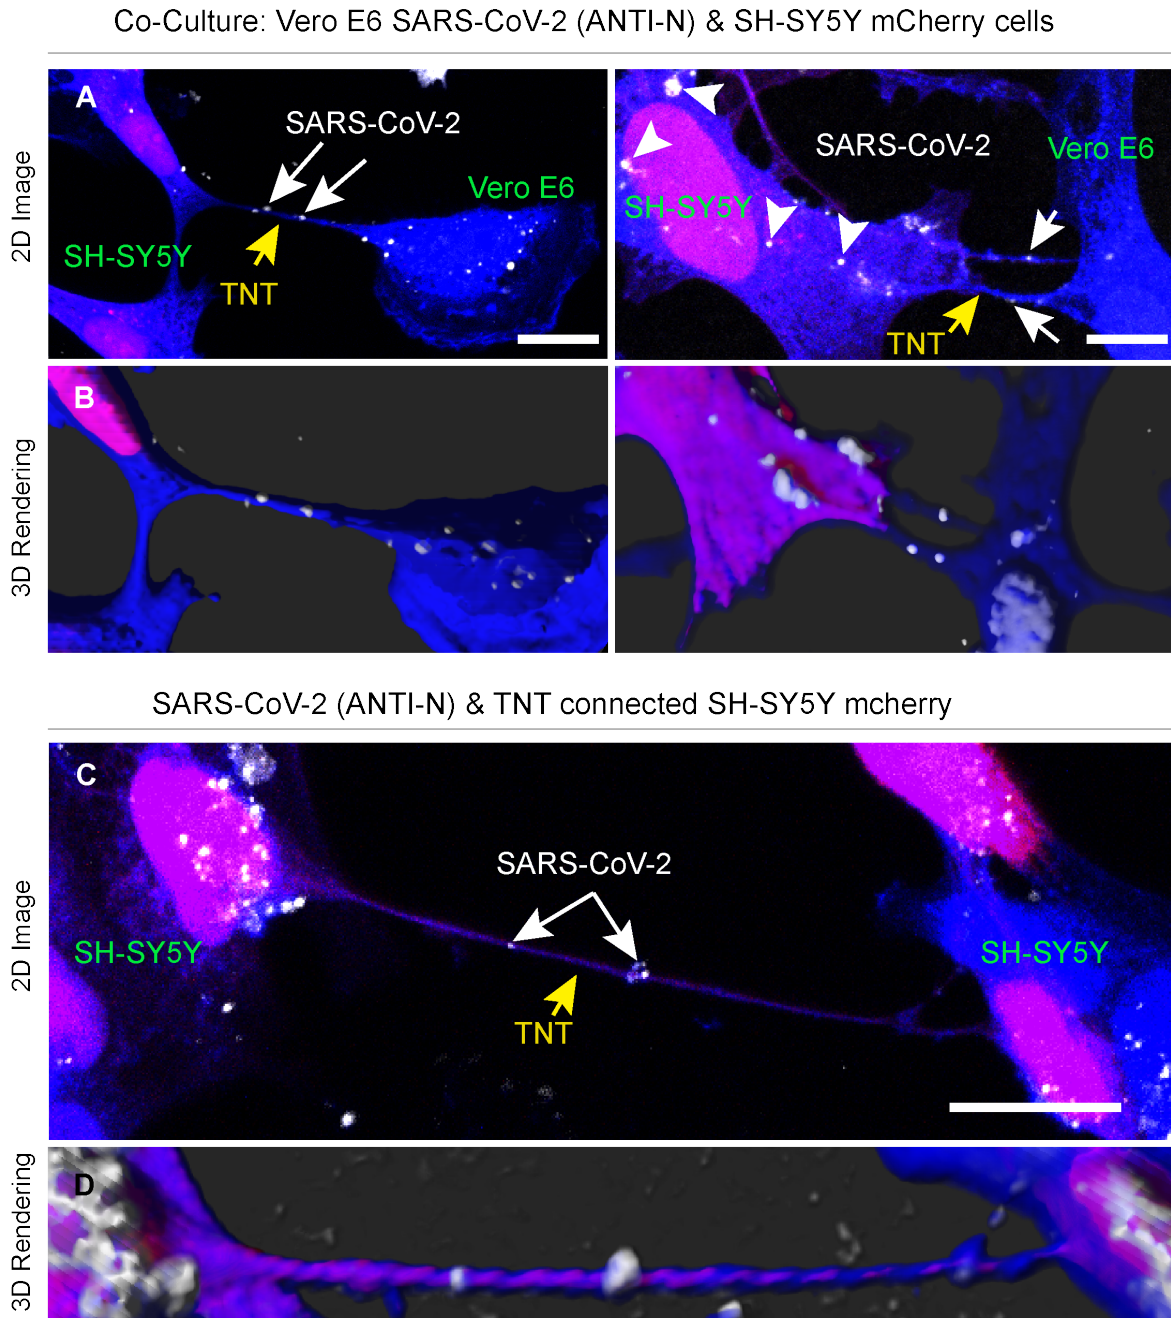 Co-Culture: Vero E6 SARS-CoV-2 (ANTI-N) & SH-SY5Y mCherry cells
2D Image
A
SARS-CoV-2
Vero E6
SH-SY5Y
TNT
SARS-CoV-2
Vero E6
SH-SY5Y
TNT
3D Rendering
B
SARS-CoV-2 (ANTI-N) & TNT connected SH-SY5Y mcherry
2D Image
C
SARS-CoV-2
SH-SY5Y
SH-SY5Y
TNT
3D Rendering
D